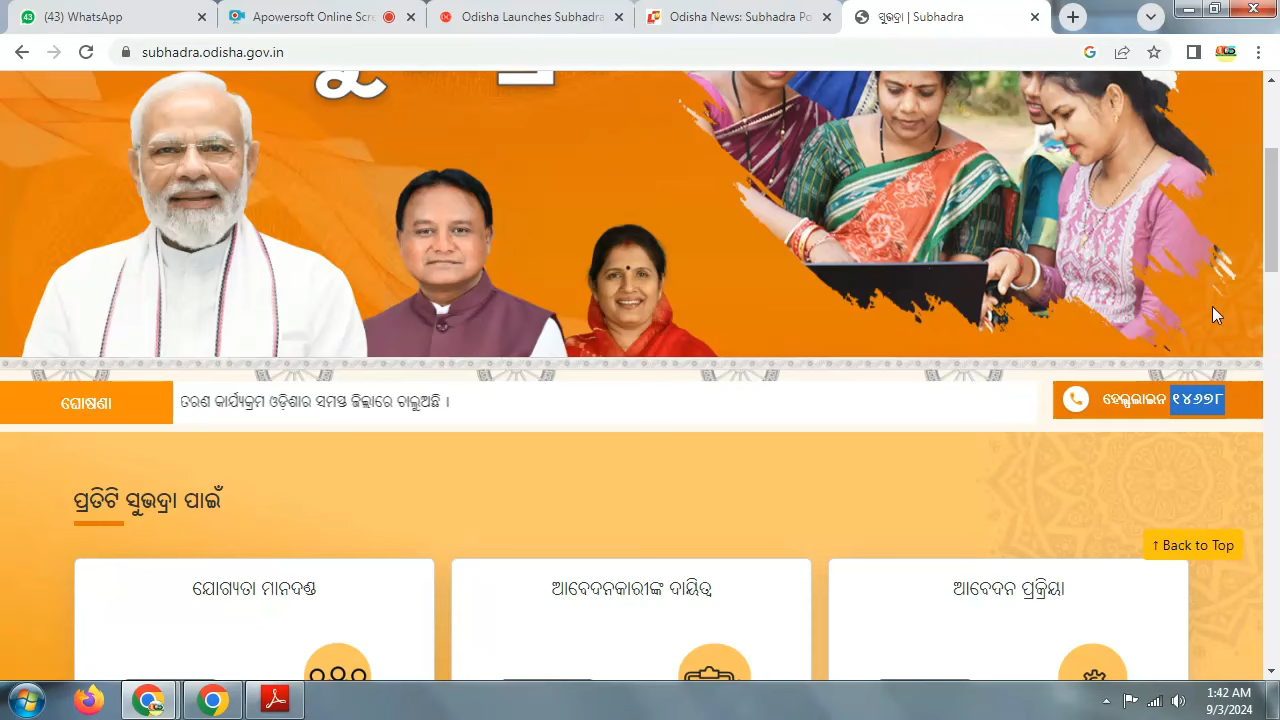 (43) WhatsApp
Apowersoft Online Scre
Odisha Launched Subhadra
Odisha News: Subhadra Po
ସୁଭଦ୍ରା | Subhadra
subhadra.odisha.gov.in
ଘୋଷଣା
ତରଣ କାର୍ଯ୍ୟକ୍ରମ ଓଡ଼ିଶାର ସମସ୍ତ ଜିଲ୍ଲାରେ ଚାଲୁଅଛି ।
ହେଲ୍ପଲାଇନ ୧୪୬୭୮
ପ୍ରତିଟି ସୁଭଦ୍ରା ପାଇଁ
↑ Back to Top
ଯୋଗ୍ୟତା ମାନଦଣ୍ଡ
ଆବେଦନକାରୀଙ୍କ ଦାୟିତ୍ୱ
ଆବେଦନ ପ୍ରକ୍ରିୟା
1:42 AM
9/3/2024